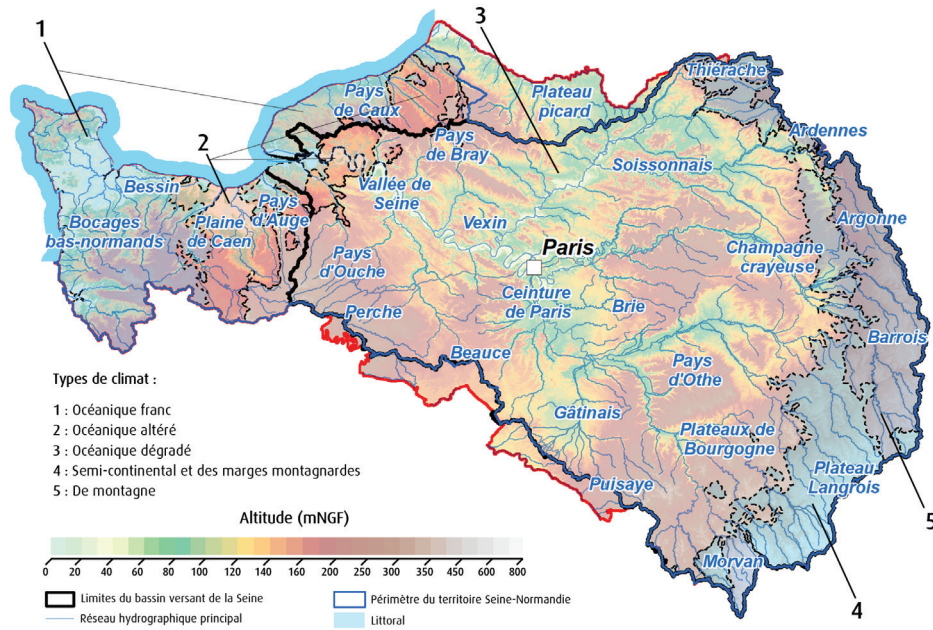 1
3
Thiérache
Pays
de Caux
Plateau
picard
Ardennes
2
Pays
de Bray
Soissonnais
Bessin
Vallée de
Seine
Pays
d'Auge
Argonne
Bocages
bas-normands
Plaine
de Caen
Vexin
Paris
Champagne
crayeuse
Pays
d'Ouche
Ceinture
de Paris
Brie
Perche
Barrois
Beauce
Pays
d'Othe
Types de climat :
1 : Océanique franc
2 : Océanique altéré
3 : Océanique dégradé
4 : Semi-continental et des marges montagnardes
5 : De montagne
Gâtinais
Plateaux de
Bourgogne
Plateau
Langrois
Puisaye
5
Morvan
4
Altitude (mNGF)
0 20 40 60 80 100 120 140 160 200 250 300 350 450 600 800
Limites du bassin versant de la Seine
Périmètre du territoire Seine-Normandie
Réseau hydrographique principal
Littoral